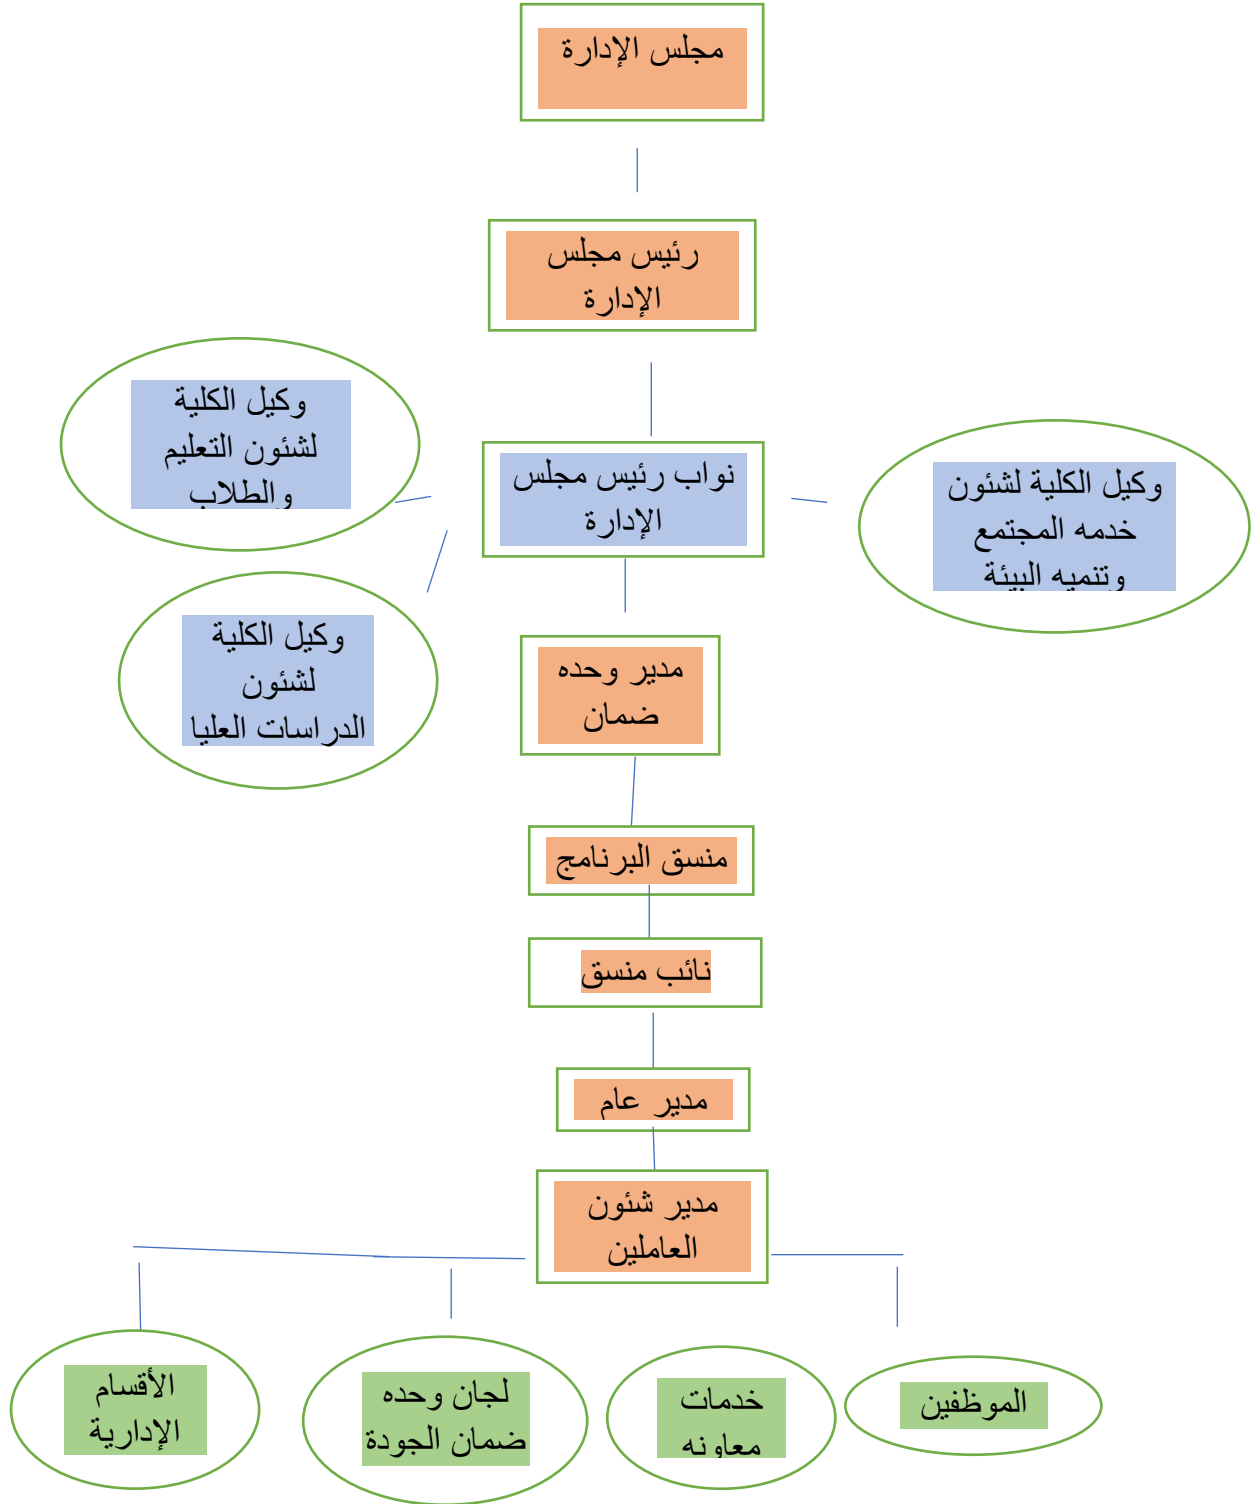 مجلس الإدارة
رئيس مجلس
الإدارة
وكيل الكلية
لشئون التعليم
والطلاب
نواب رئيس مجلس
الإدارة
وكيل الكلية لشئون
خدمه المجتمع
وتنميه البيئة
وكيل الكلية
لشئون
الدراسات العليا
مدير وحده
ضمان
منسق البرنامج
نائب منسق
مدير عام
مدير شئون
العاملين
الأقسام
الإدارية
لجان وحده
ضمان الجودة
خدمات
معاونه
الموظفين